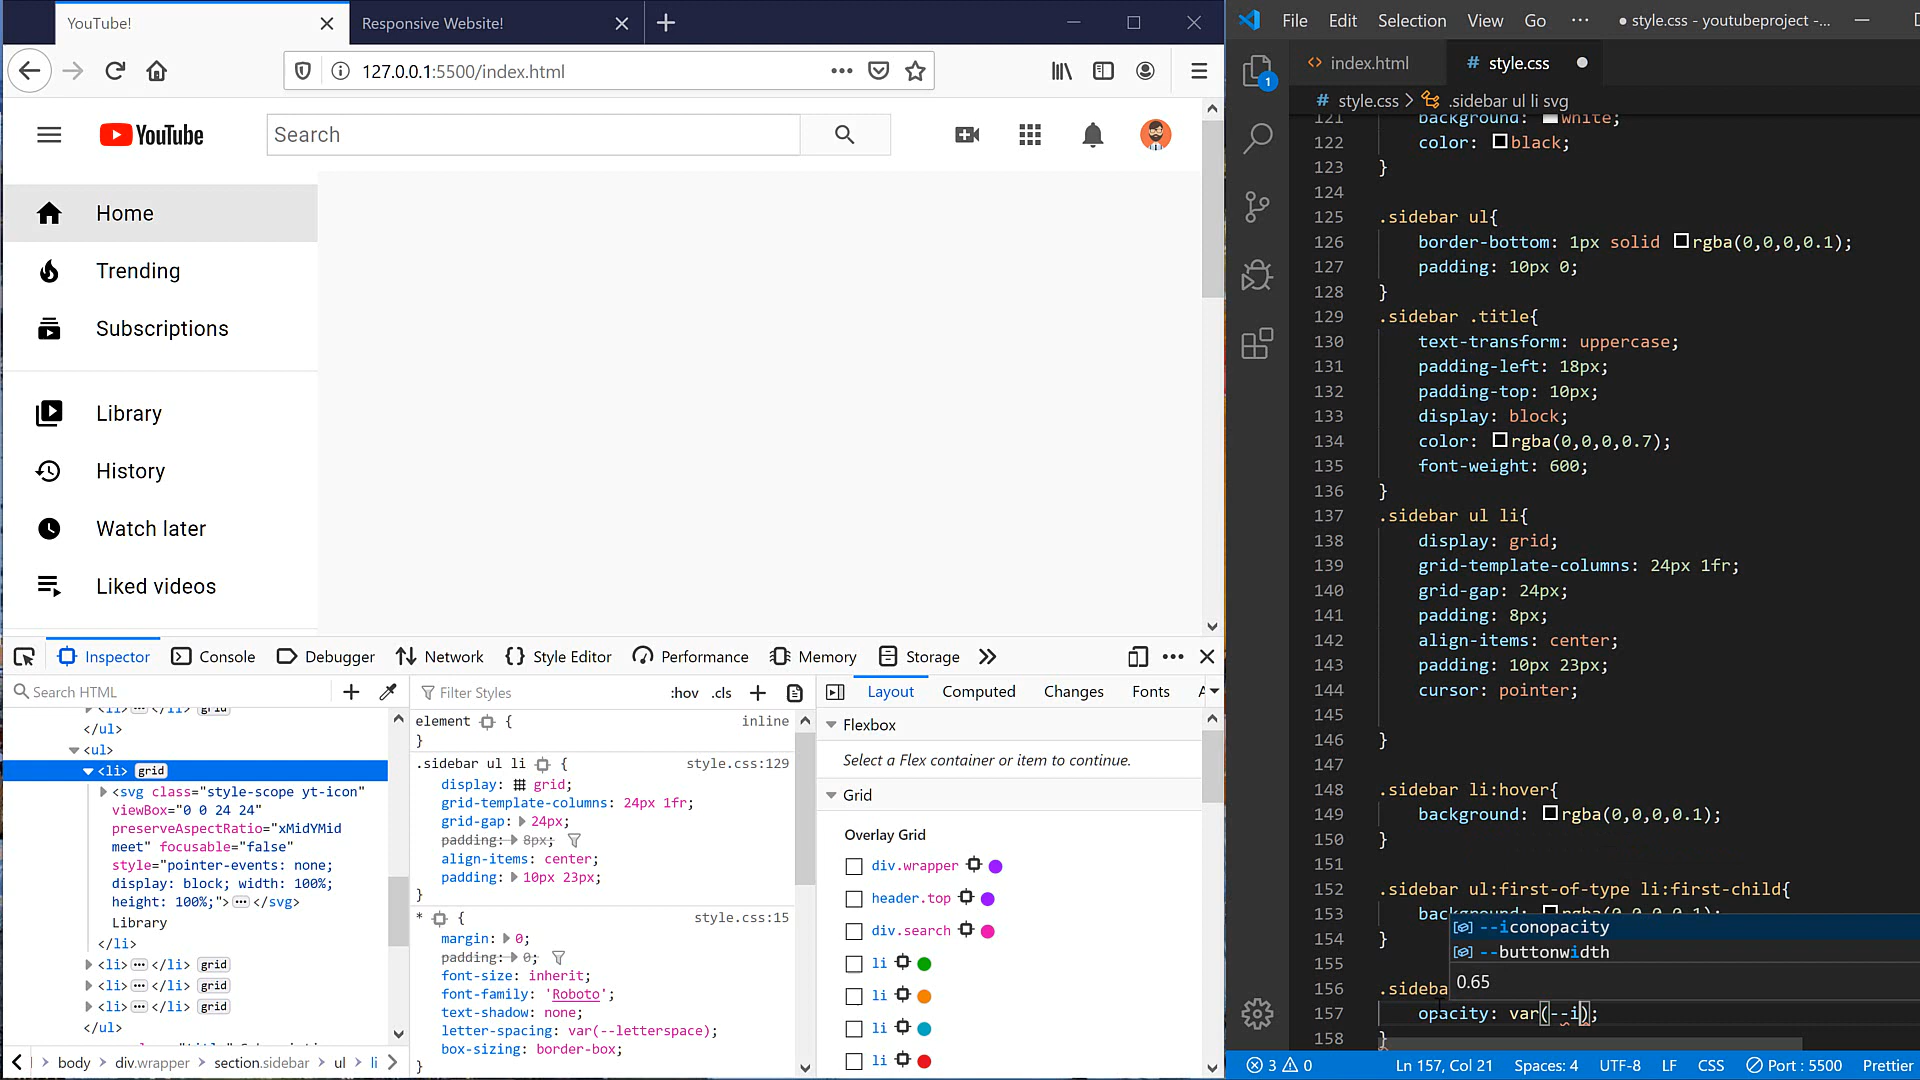 YouTube!
Responsive Website!
127.0.0.1:5500/index.html
YouTube
Search
Home
Trending
Subscriptions
Library
History
Watch later
Liked videos
Inspector
Console
Debugger
Network
Style Editor
Performance
Memory
Storage
Search HTML
</ul>
<ul>
<li> grid
<svg class="style-scope yt-icon"
viewBox="0 0 24 24"
preserveAspectRatio="xMidYMid
meet" focusable="false"
style="pointer-events: none;
display: block; width: 100%;
height: 100%;"> </svg>
Library
</li>
<li> </li> grid
<li> </li> grid
<li> </li> grid
</ul>
body
div.wrapper
section.sidebar
ul
li
Filter Styles
:hov .cls
element {
inline
}
.sidebar ul li {
style.css:129
display: grid;
grid-template-columns: 24px 1fr;
grid-gap: 24px;
padding: 8px;
align-items: center;
padding: 10px 23px;
}
* {
style.css:15
margin: 0;
padding: 0;
font-size: inherit;
font-family: 'Roboto';
text-shadow: none;
letter-spacing: var(--letterspace);
box-sizing: border-box;
}
Layout
Computed
Changes
Fonts
Flexbox
Select a Flex container or item to continue.
Grid
Overlay Grid
div.wrapper
header.top
div.search
li
li
li
li
File Edit Selection View Go ···
● style.css - youtubeproject -...
1
<> index.html
# style.css
# style.css > .sidebar ul li svg
121 background: white;
122 color: black;
123 }
124
125 .sidebar ul{
126 border-bottom: 1px solid rgba(0,0,0,0.1);
127 padding: 10px 0;
128 }
129 .sidebar .title{
130 text-transform: uppercase;
131 padding-left: 18px;
132 padding-top: 10px;
133 display: block;
134 color: rgba(0,0,0,0.7);
135 font-weight: 600;
136 }
137 .sidebar ul li{
138 display: grid;
139 grid-template-columns: 24px 1fr;
140 grid-gap: 24px;
141 padding: 8px;
142 align-items: center;
143 padding: 10px 23px;
144 cursor: pointer;
145
146 }
147
148 .sidebar li:hover{
149 background: rgba(0,0,0,0.1);
150 }
151
152 .sidebar ul:first-of-type li:first-child{
153 background: rgba(0,0,0,0.1);
154 }
--iconopacity
--buttonwidth
0.65
155
156 .sideba
157 opacity: var(--i);
158 }
3 0
Ln 157, Col 21
Spaces: 4
UTF-8
LF
CSS
Port : 5500
Prettier